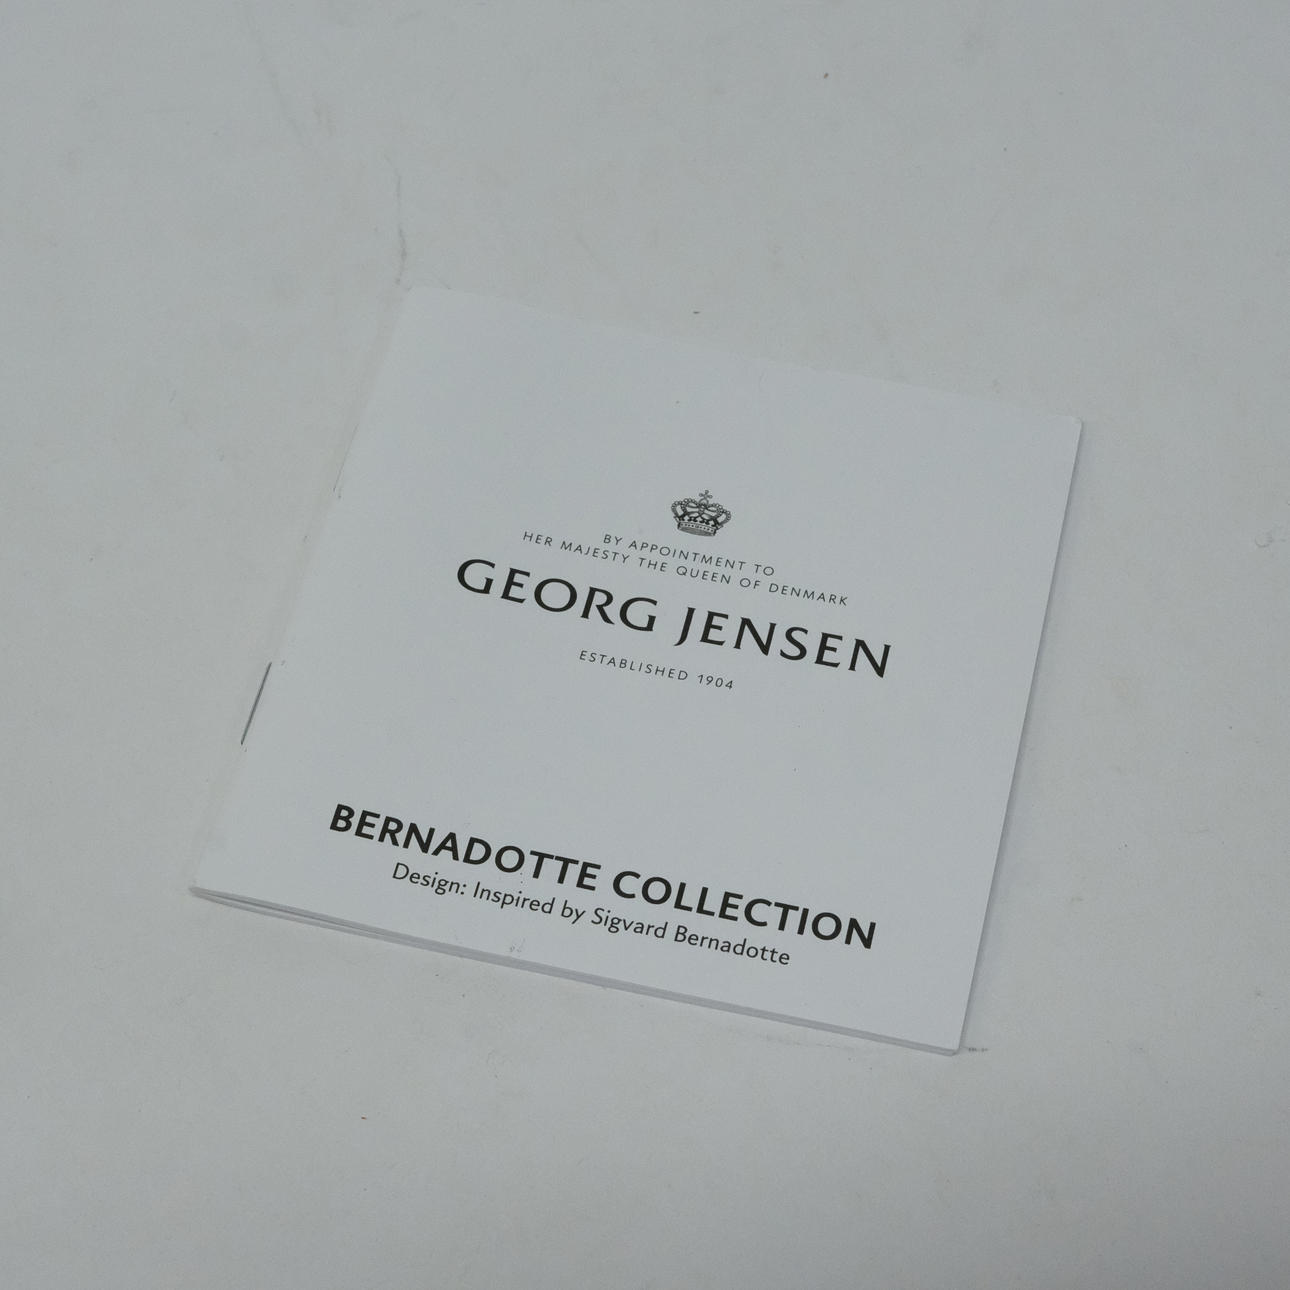 BY APPOINTMENT TO
HER MAJESTY THE QUEEN OF DENMARK
GEORG JENSEN
ESTABLISHED 1904
BERNADOTTE COLLECTION
Design: Inspired by Sigvard Bernadotte